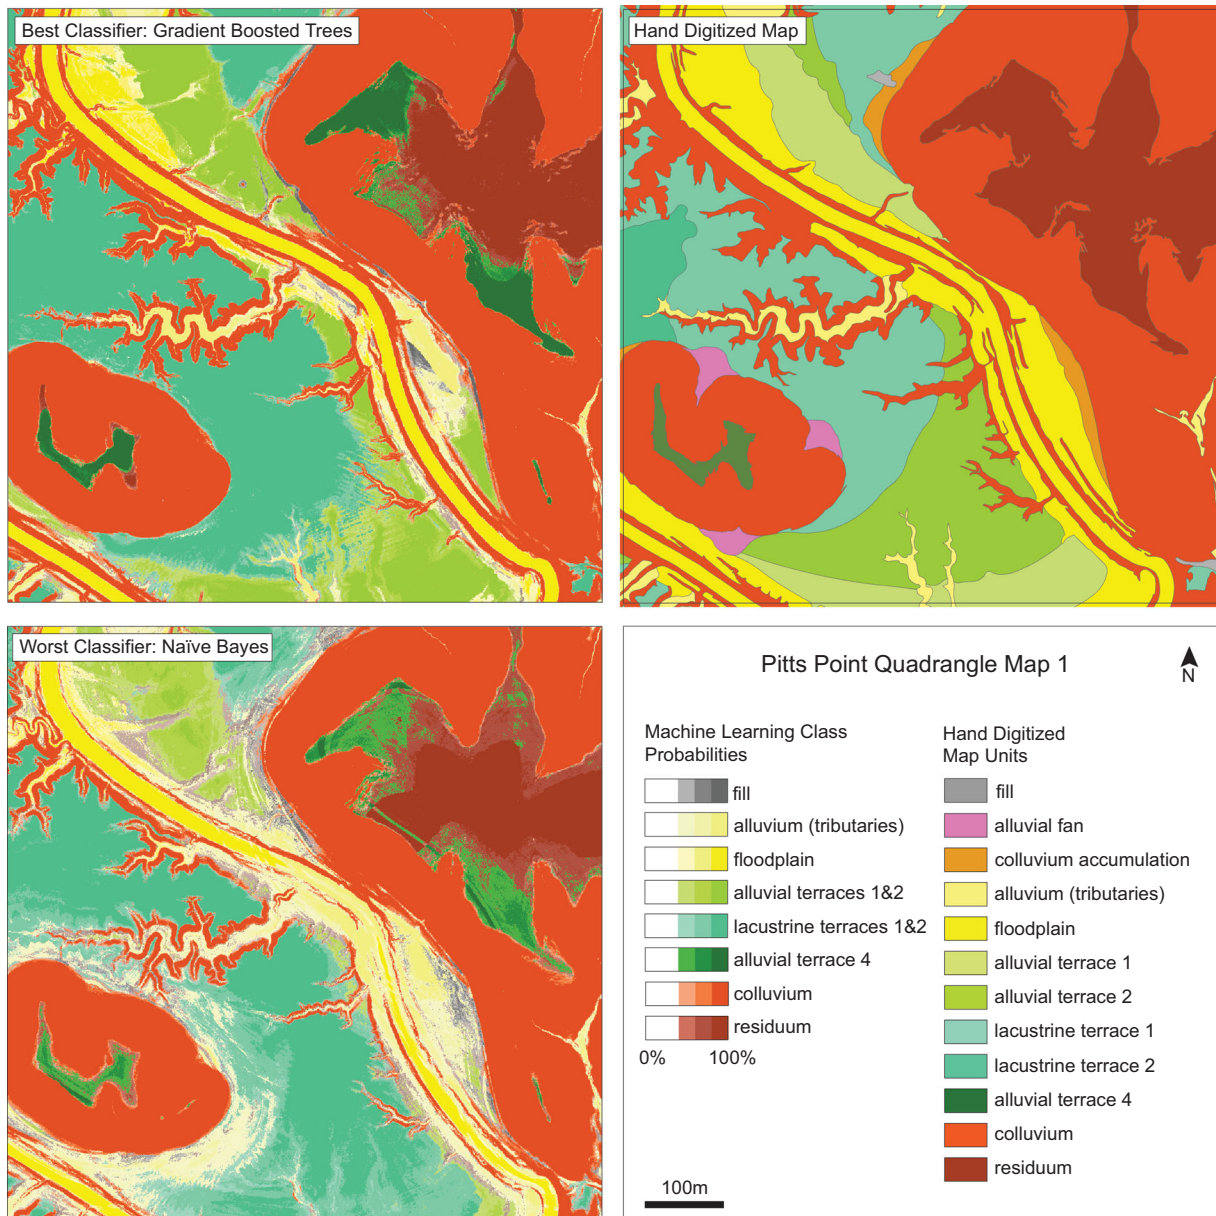 Best Classifier: Gradient Boosted Trees
Hand Digitized Map
Worst Classifier: Naïve Bayes
Pitts Point Quadrangle Map 1
N
Machine Learning Class
Probabilities
fill
alluvium (tributaries)
floodplain
alluvial terraces 1&2
lacustrine terraces 1&2
alluvial terrace 4
colluvium
residuum
0% 100%
100m
Hand Digitized
Map Units
fill
alluvial fan
colluvium accumulation
alluvium (tributaries)
floodplain
alluvial terrace 1
alluvial terrace 2
lacustrine terrace 1
lacustrine terrace 2
alluvial terrace 4
colluvium
residuum